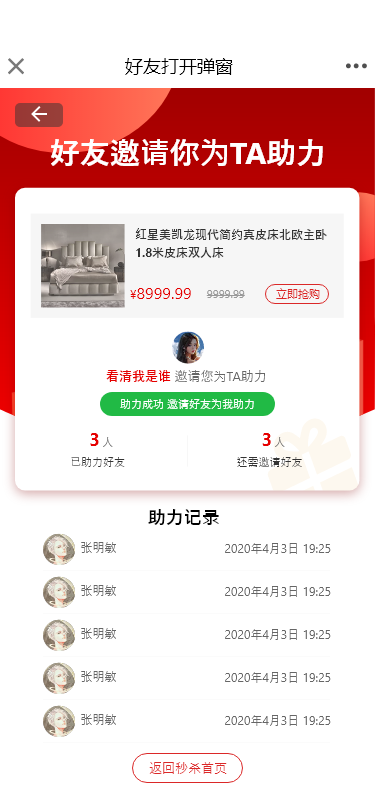 好友打开弹窗
好友邀请你为TA助力
红星美凯龙现代简约真皮床北欧主卧
1.8米皮床双人床
¥8999.99 9999.99 立即抢购
看清我是谁 邀请您为TA助力
助力成功 邀请好友为我助力
3 人 3 人
已助力好友 还需邀请好友
助力记录
张明敏 2020年4月3日 19:25
张明敏 2020年4月3日 19:25
张明敏 2020年4月3日 19:25
张明敏 2020年4月3日 19:25
张明敏 2020年4月3日 19:25
返回秒杀首页